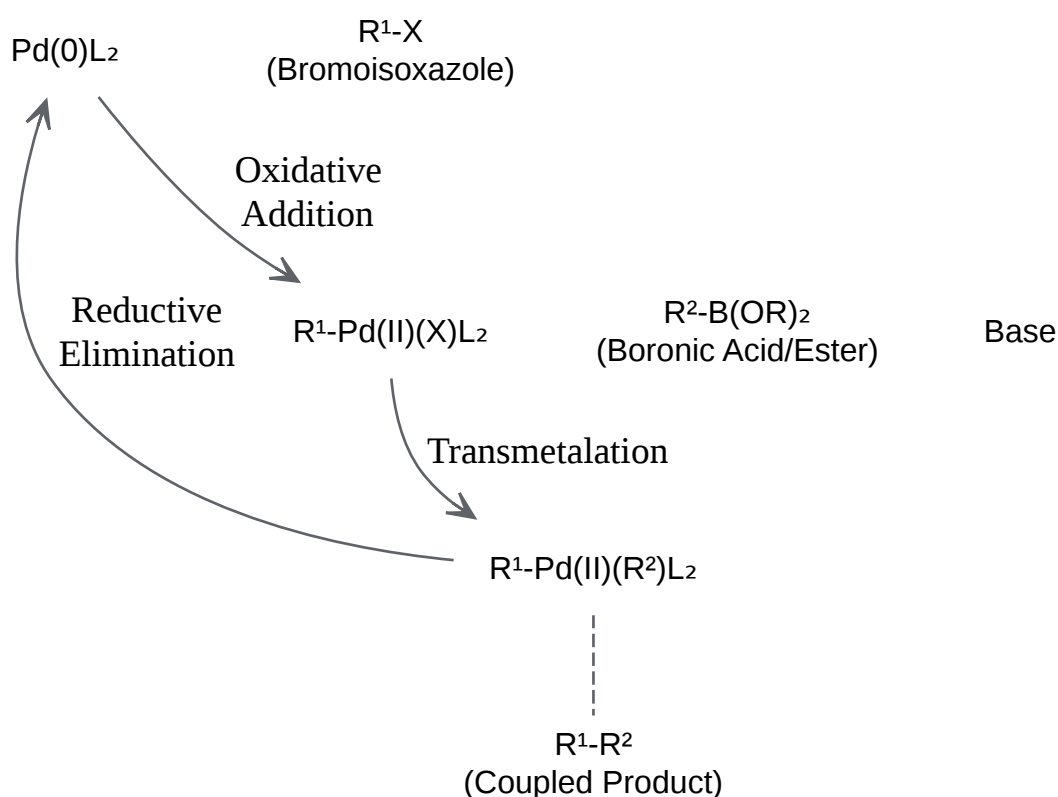 Pd(0)L₂
R¹-X
(Bromoisoxazole)
Oxidative
Addition
Reductive
Elimination
R¹-Pd(II)(X)L₂
R²-B(OR)₂
(Boronic Acid/Ester)
Base
Transmetalation
R¹-Pd(II)(R²)L₂
R¹-R²
(Coupled Product)